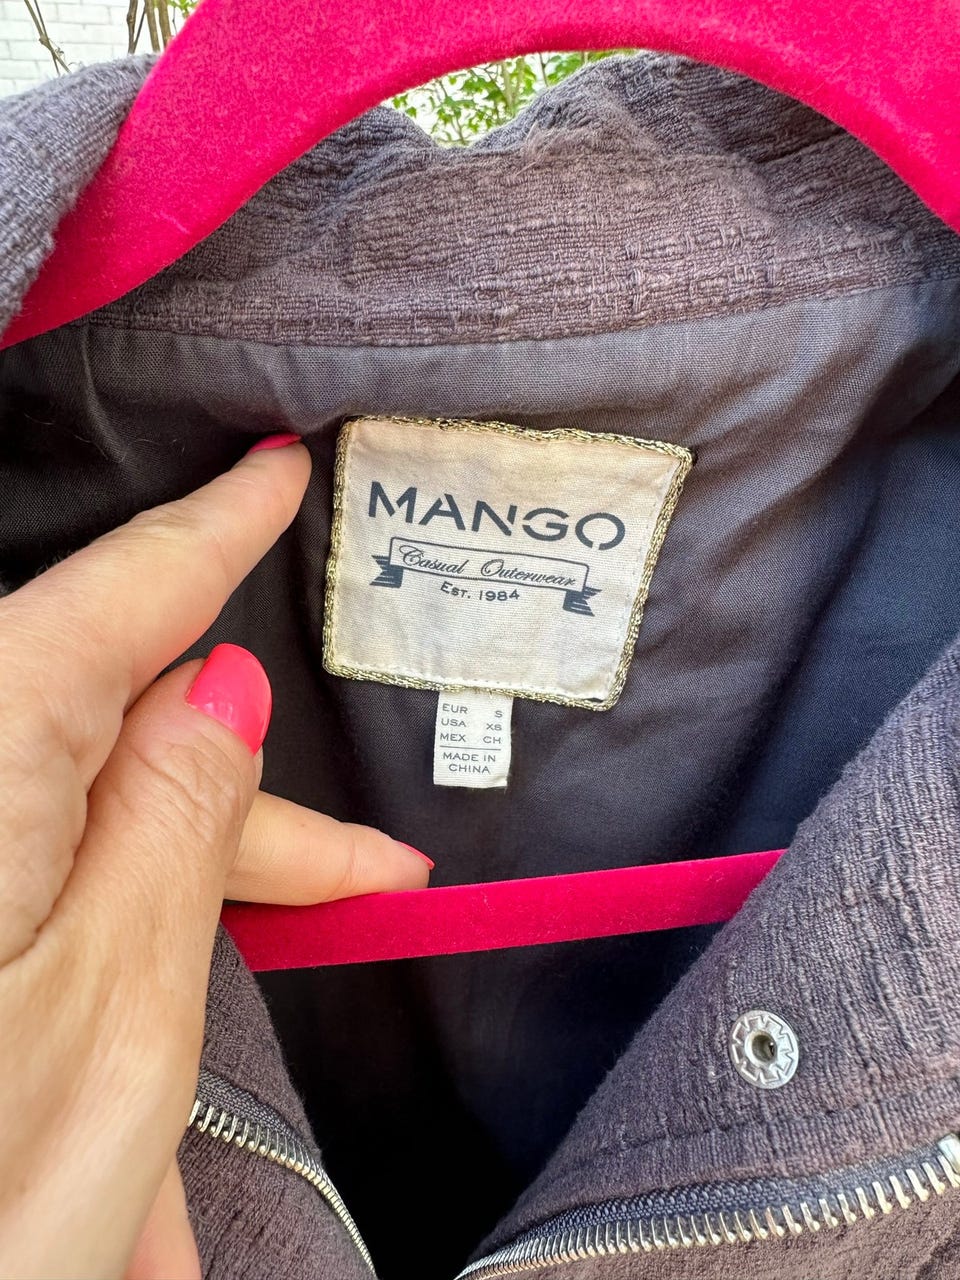 MANGO
Casual Outerwear
EST. 1984
EUR S
USA XS
MEX CH
MADE IN
CHINA